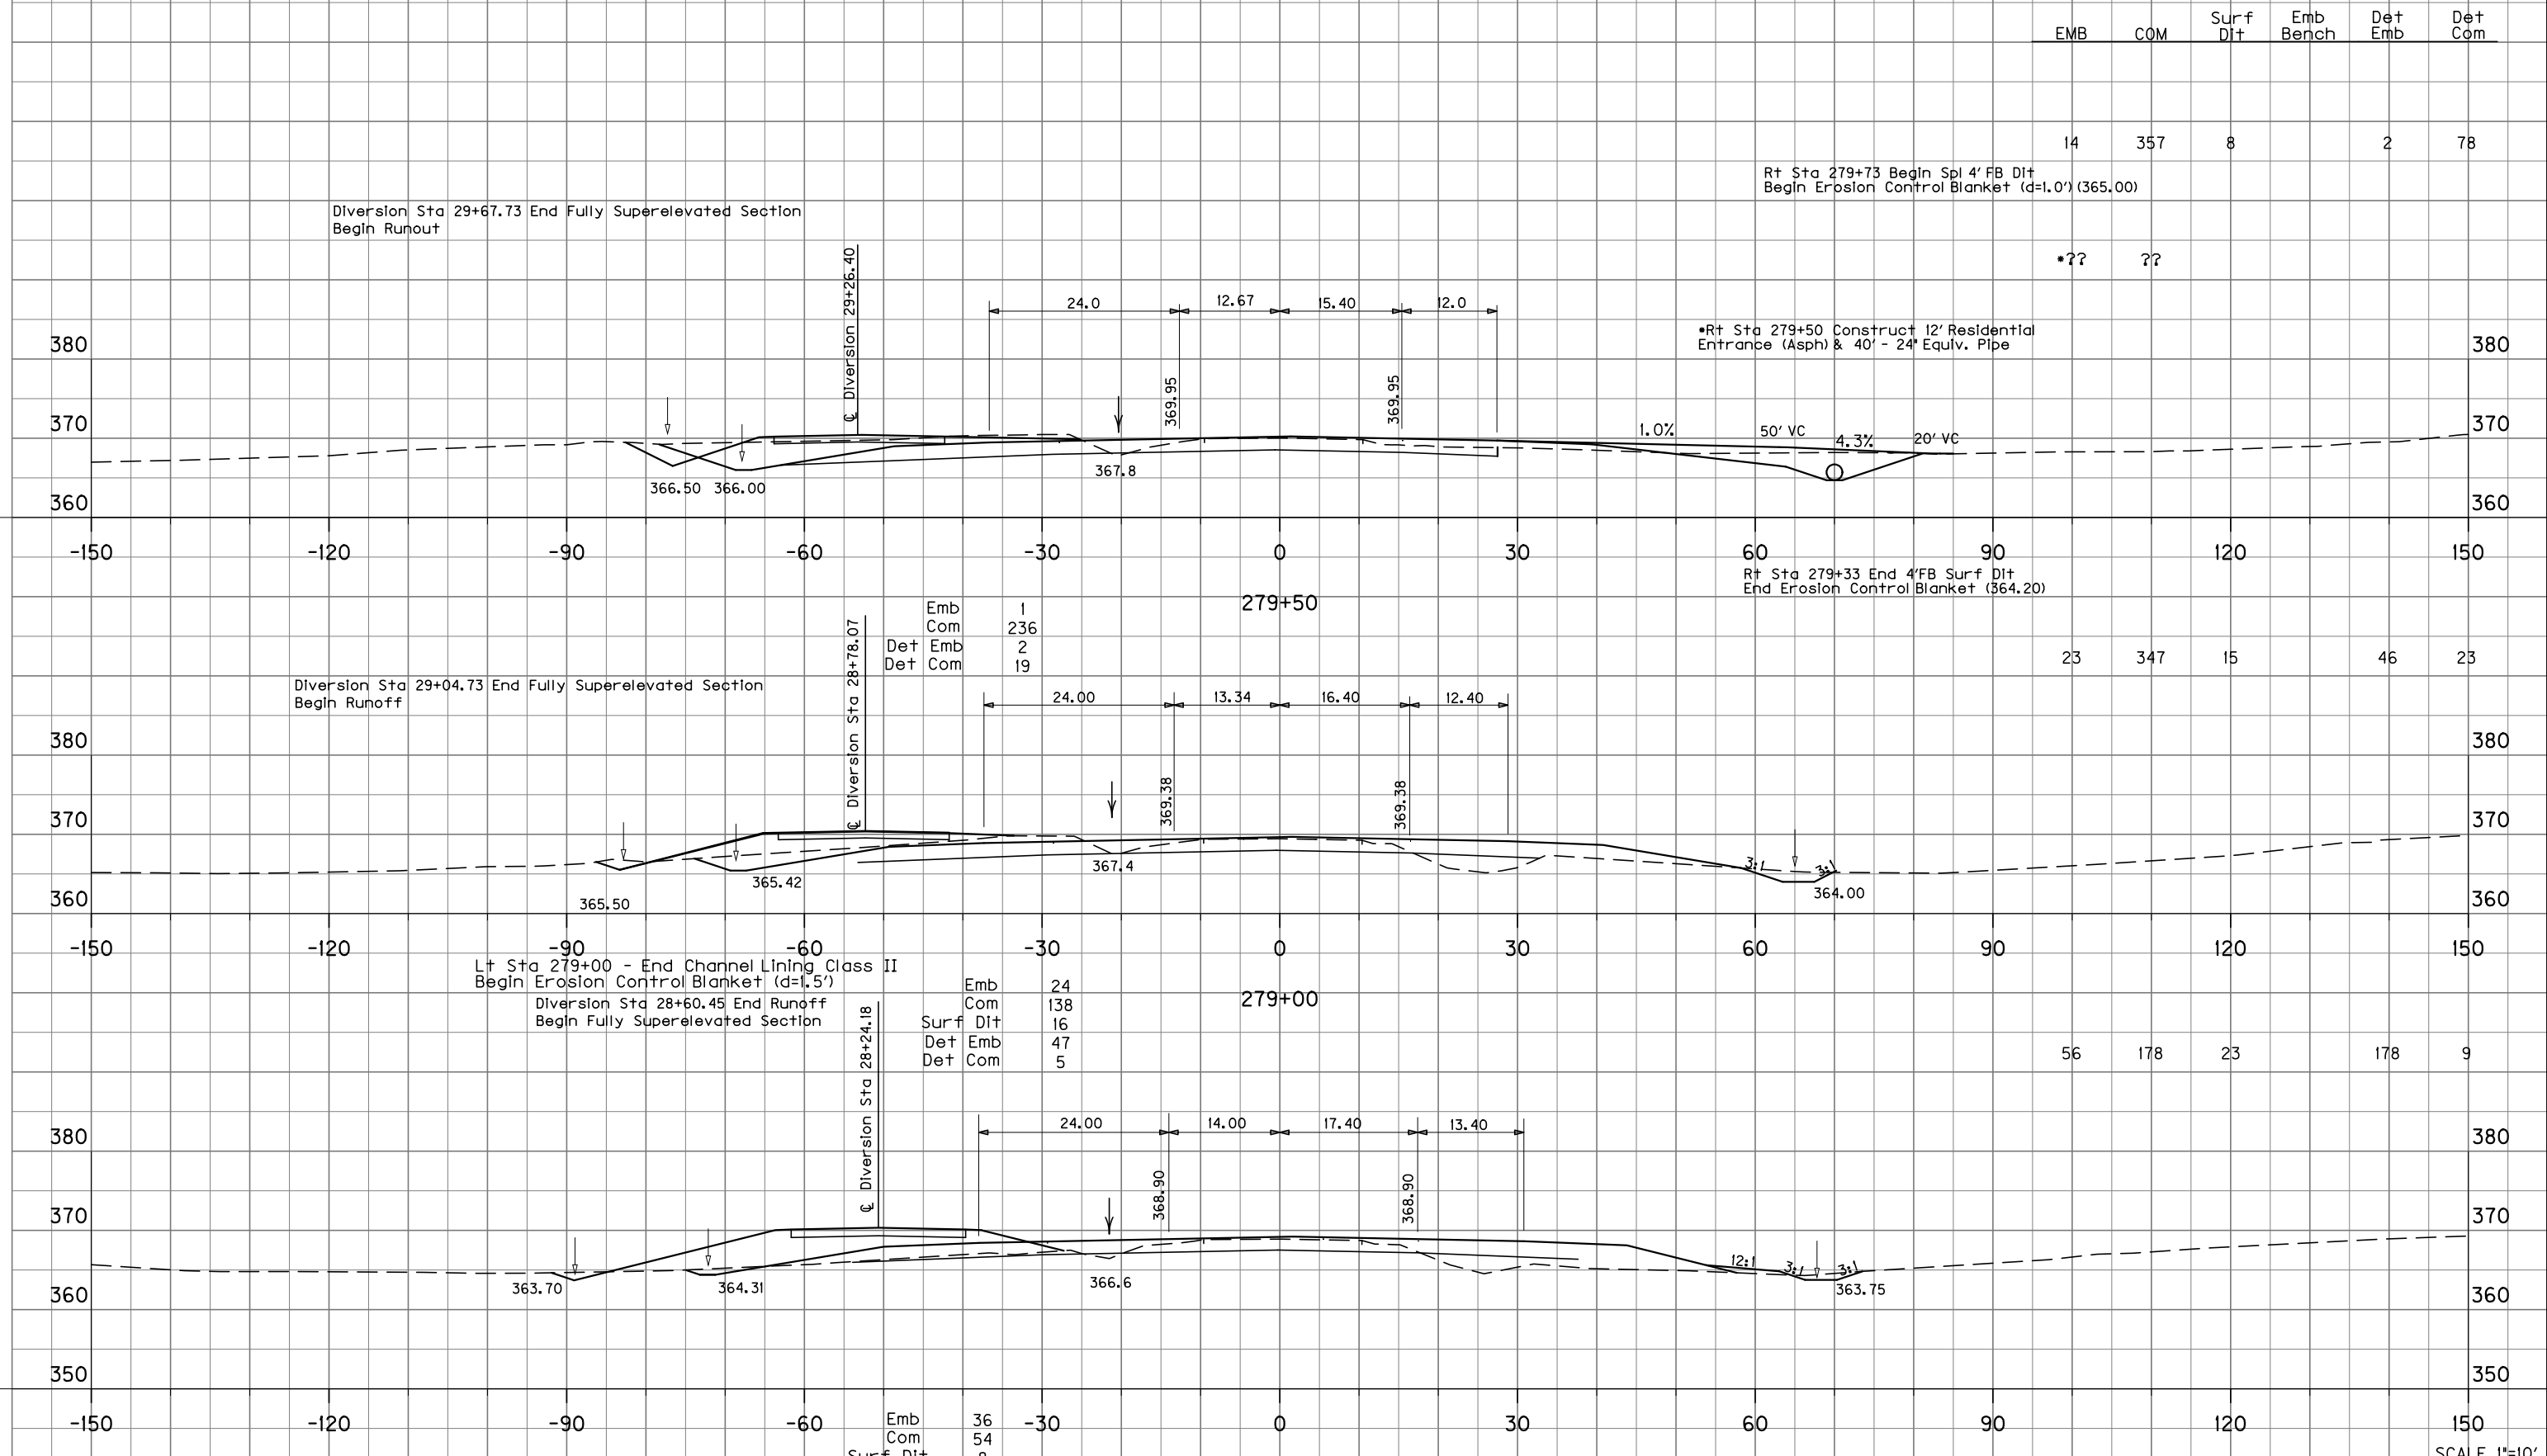 EMB COM Surf Dit Emb Bench Det Emb Det Com
14 357 8 2 78
Rt Sta 279+73 Begin Spl 4' FB Dit
Begin Erosion Control Blanket (d=1.0') (365.00)
Diversion Sta 29+67.73 End Fully Superelevated Section
Begin Runout
*?? ??
℄ Diversion 29+26.40
24.0 12.67 15.40 12.0
*Rt Sta 279+50 Construct 12' Residential
Entrance (Asph) & 40' - 24" Equiv. Pipe
380 380
369.95 369.95
370 370
1.0% 50' VC 4.3% 20' VC
367.8
366.50 366.00
360 360
-150 -120 -90 -60 -30 0 30 60 90 120 150
Rt Sta 279+33 End 4'FB Surf Dit
End Erosion Control Blanket (364.20)
279+50
Emb 1
Com 236
Det Emb 2
Det Com 19
23 347 15 46 23
Diversion Sta 29+04.73 End Fully Superelevated Section
Begin Runoff
℄ Diversion Sta 28+78.07
24.00 13.34 16.40 12.40
380 380
369.38 369.38
370 370
367.4
3:1 3:1
365.42 364.00
365.50
360 360
-150 -120 -90 -60 -30 0 30 60 90 120 150
Lt Sta 279+00 - End Channel Lining Class II
Begin Erosion Control Blanket (d=1.5')
Diversion Sta 28+60.45 End Runoff
Begin Fully Superelevated Section
279+00
Emb 24
Com 138
Surf Dit 16
Det Emb 47
Det Com 5
56 178 23 178 9
℄ Diversion Sta 28+24.18
24.00 14.00 17.40 13.40
380 380
368.90 368.90
370 370
12:1 3:1 3:1
363.70 364.31 366.6 363.75
360 360
350 350
-150 -120 -90 -60 -30 0 30 60 90 120 150
Emb 36
Com 54
Surf Dit
SCALE 1"=10'